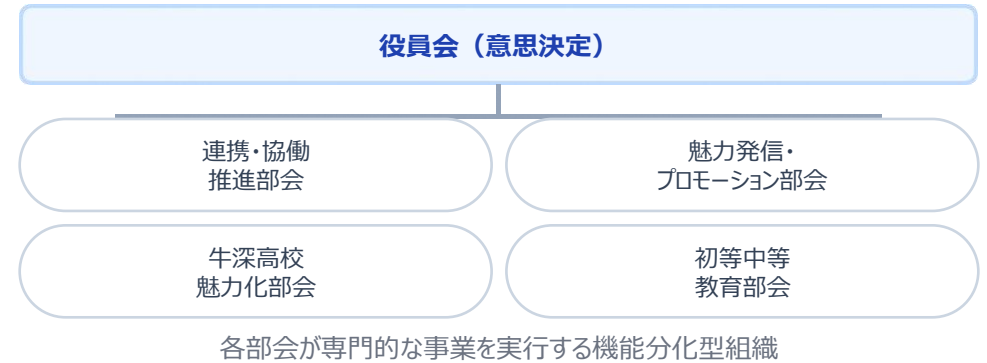 役員会（意思決定）
連携・協働
推進部会
魅力発信・
プロモーション部会
牛深高校
魅力化部会
初等中等
教育部会
各部会が専門的な事業を実行する機能分化型組織